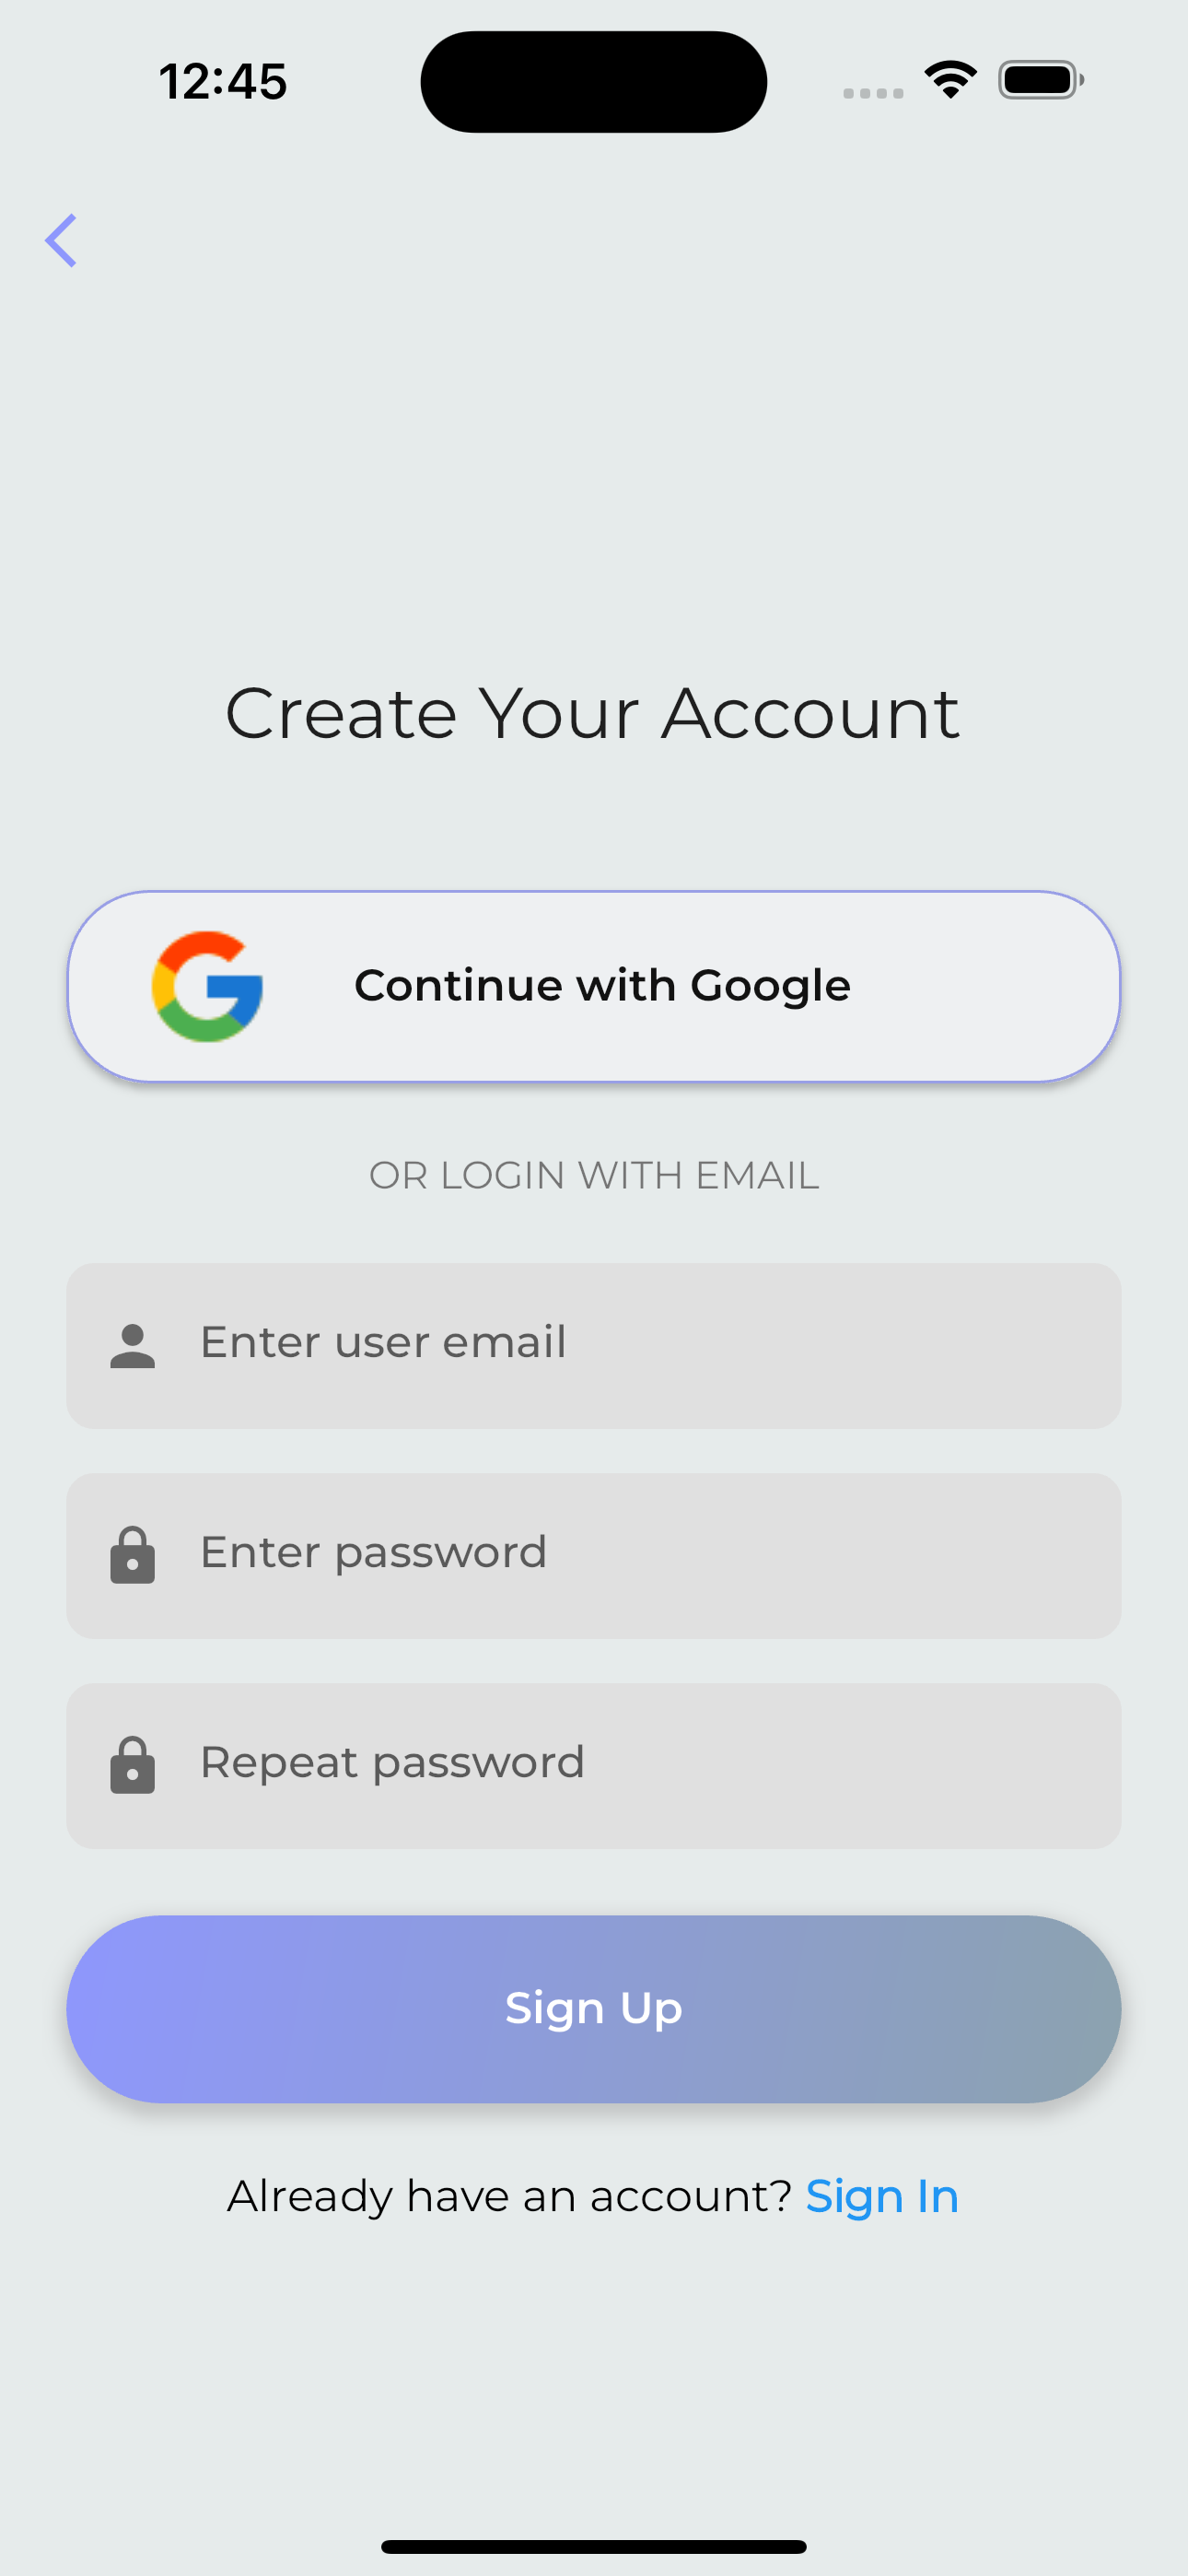 12:45
Create Your Account
Continue with Google
OR LOGIN WITH EMAIL
Enter user email
Enter password
Repeat password
Sign Up
Already have an account? Sign In